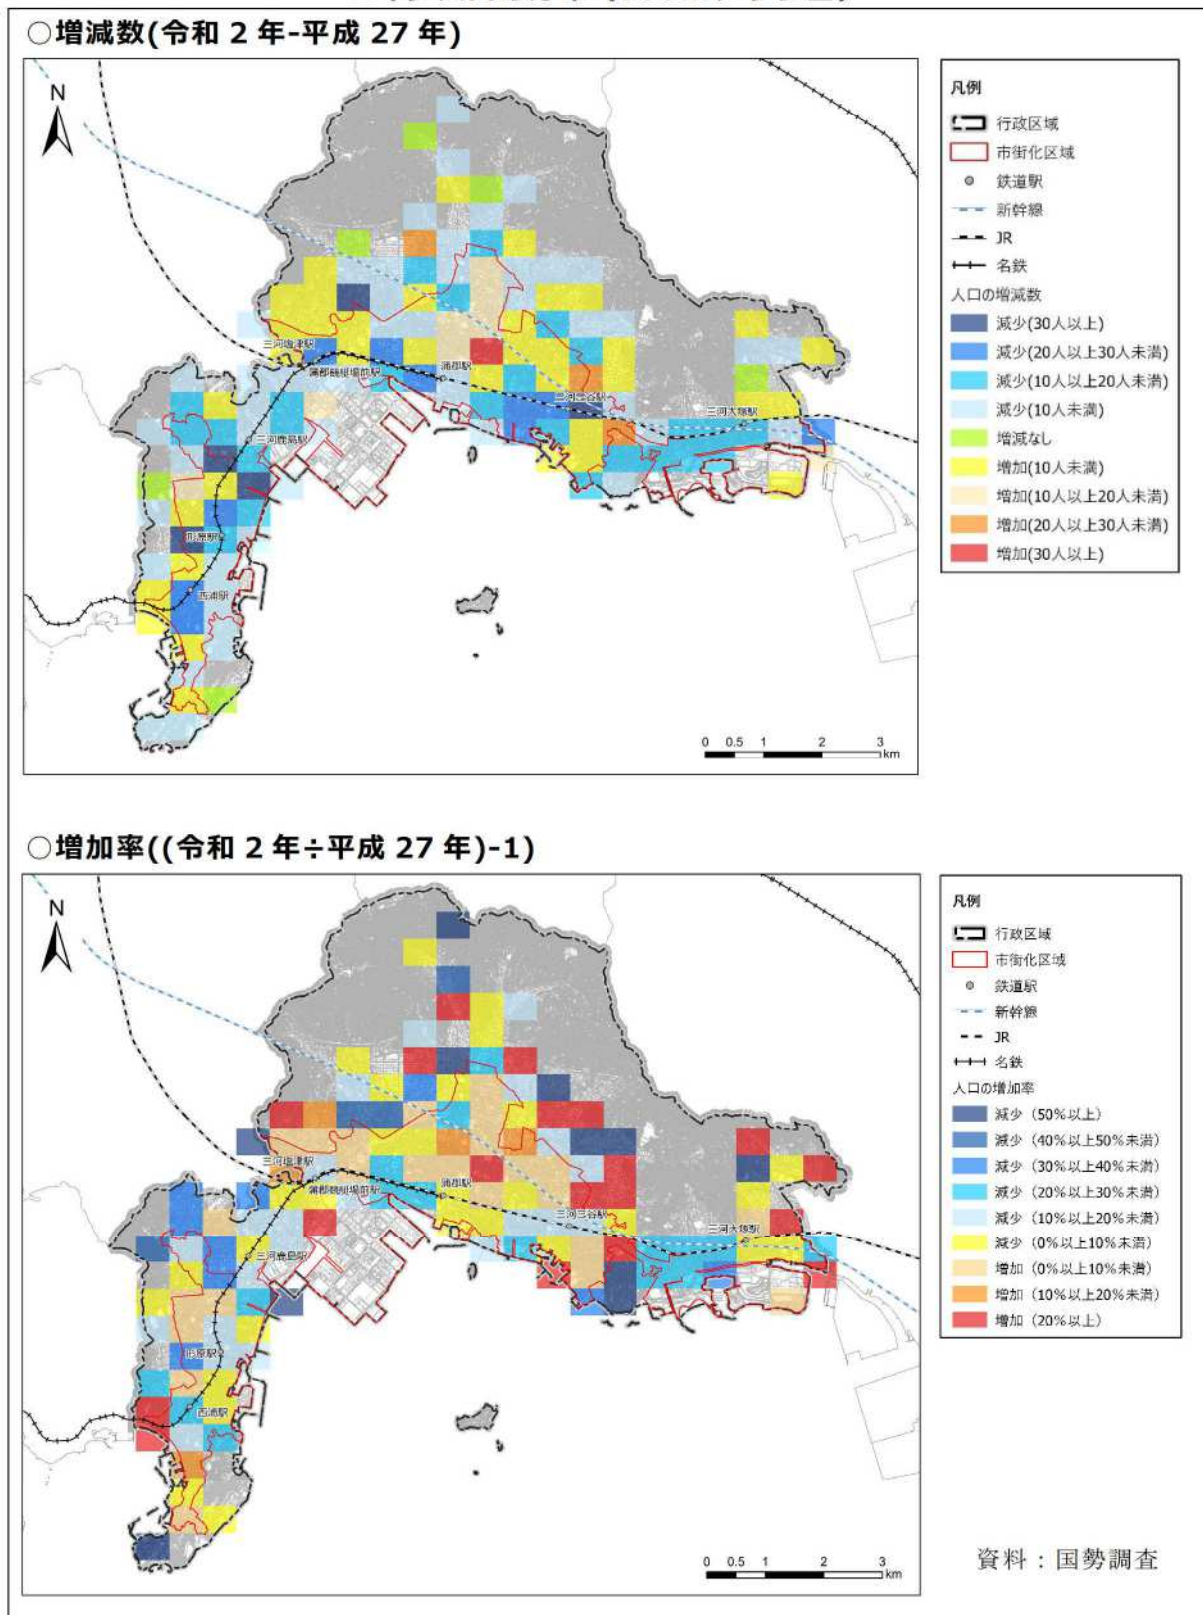 ○増減数(令和 2 年-平成 27 年)
N
三河塩津駅
蒲郡競艇場前駅
蒲郡駅
三河三谷駅
三河大塚駅
三河鹿島駅
形原駅
西浦駅
0 0.5 1 2 3
km
凡例
行政区域
市街化区域
鉄道駅
新幹線
JR
名鉄
人口の増減数
減少(30人以上)
減少(20人以上30人未満)
減少(10人以上20人未満)
減少(10人未満)
増減なし
増加(10人未満)
増加(10人以上20人未満)
増加(20人以上30人未満)
増加(30人以上)
○増加率((令和 2 年÷平成 27 年)-1)
N
三河塩津駅
蒲郡競艇場前駅
蒲郡駅
三河三谷駅
三河大塚駅
三河鹿島駅
形原駅
西浦駅
0 0.5 1 2 3
km
凡例
行政区域
市街化区域
鉄道駅
新幹線
JR
名鉄
人口の増加率
減少（50％以上）
減少（40％以上50％未満）
減少（30％以上40％未満）
減少（20％以上30％未満）
減少（10％以上20％未満）
減少（0％以上10％未満）
増加（0％以上10％未満）
増加（10％以上20％未満）
増加（20％以上）
資料：国勢調査